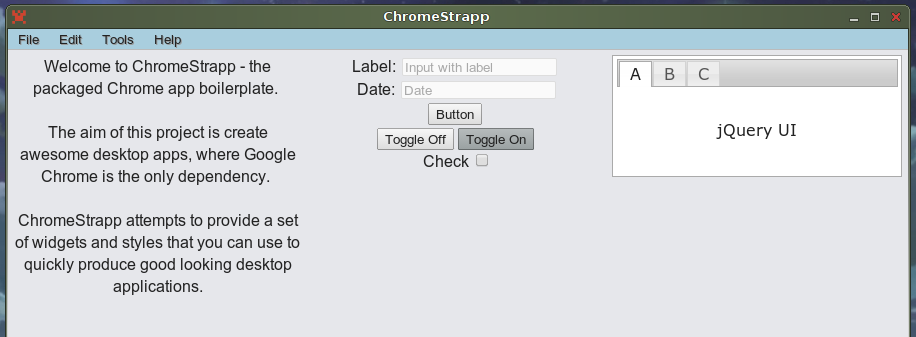 ChromeStrapp
File Edit Tools Help
Welcome to ChromeStrapp - the
packaged Chrome app boilerplate.
The aim of this project is create
awesome desktop apps, where Google
Chrome is the only dependency.
ChromeStrapp attempts to provide a set
of widgets and styles that you can use to
quickly produce good looking desktop
applications.
Label: Input with label
Date: Date
Button
Toggle Off Toggle On
Check
A B C
jQuery UI